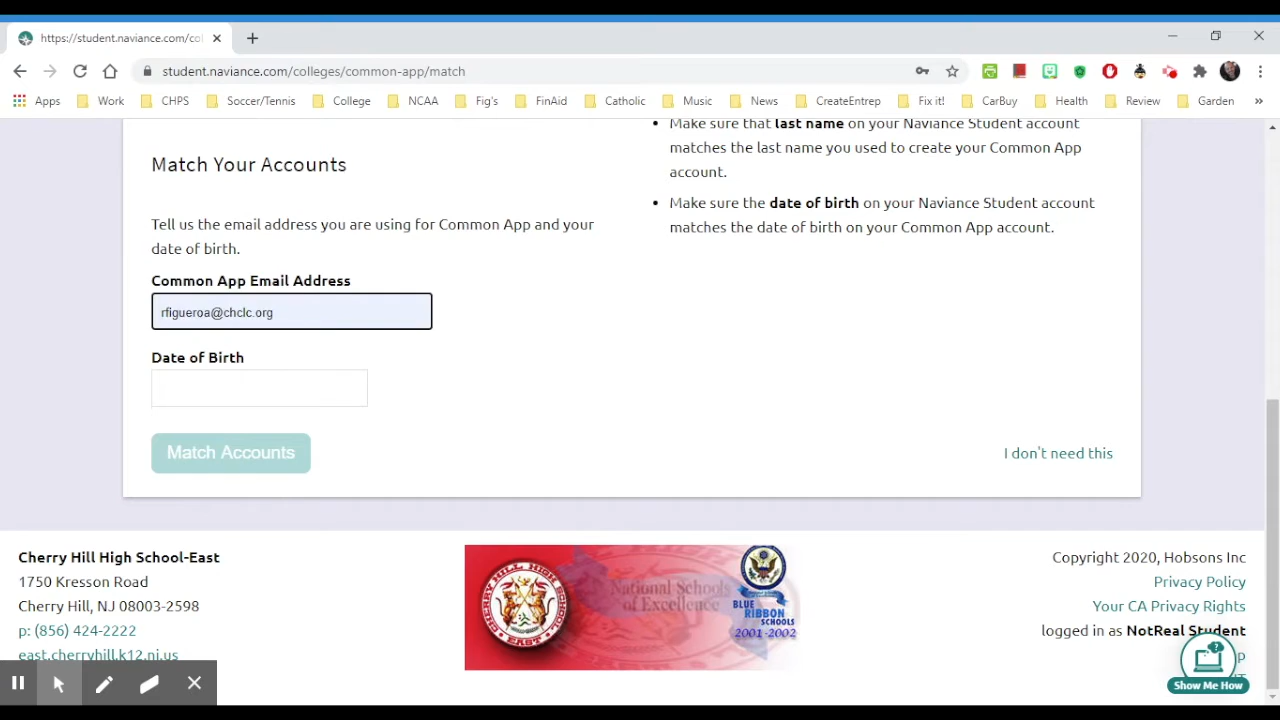 https://student.naviance.com/col
student.naviance.com/colleges/common-app/match
Apps Work CHPS Soccer/Tennis College NCAA Fig's FinAid Catholic Music News CreateEntrep Fix it! CarBuy Health Review Garden »
• Make sure that last name on your Naviance Student account
matches the last name you used to create your Common App
account.
• Make sure the date of birth on your Naviance Student account
matches the date of birth on your Common App account.
Match Your Accounts
Tell us the email address you are using for Common App and your
date of birth.
Common App Email Address
rfigueroa@chclc.org
Date of Birth
Match Accounts
I don't need this
Cherry Hill High School-East
1750 Kresson Road
Cherry Hill, NJ 08003-2598
p: (856) 424-2222
east.cherryhill.k12.nj.us
CHERRY HILL HIGH SCHOOL
EAST
National Schools
of Excellence
BLUE
RIBBON
SCHOOLS
2001-2002
Copyright 2020, Hobsons Inc
Privacy Policy
Your CA Privacy Rights
logged in as NotReal Student
P
Show Me How